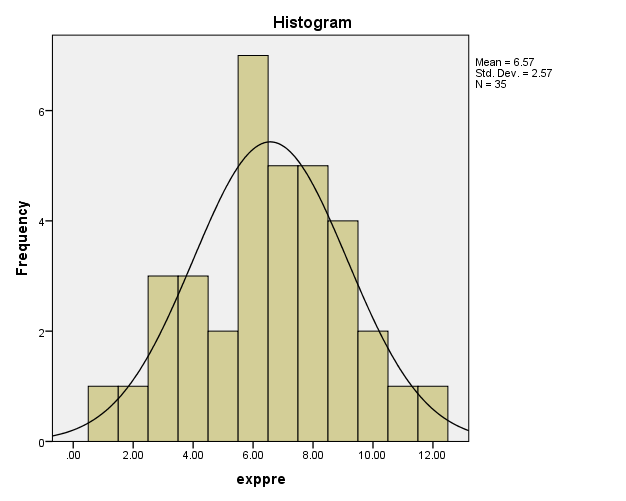 Histogram
Mean = 6.57
Std. Dev. = 2.57
N = 35
Frequency
6
4
2
0
.00 2.00 4.00 6.00 8.00 10.00 12.00
exppre